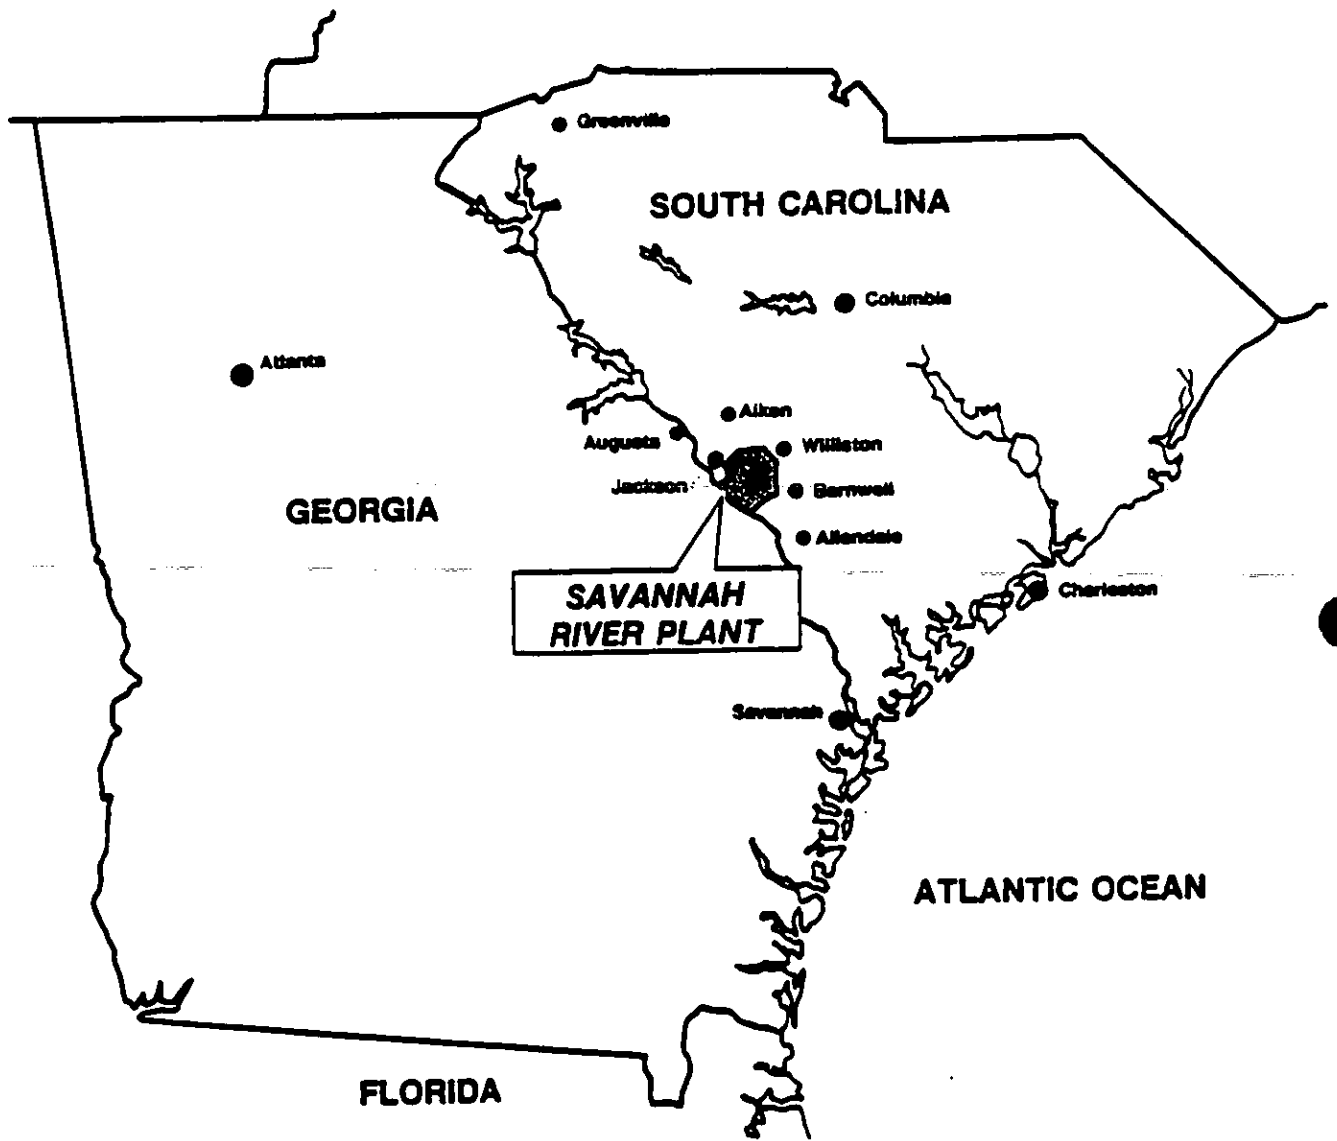 Greenville
SOUTH CAROLINA
Columbia
Atlanta
Aiken
Augusta
Williston
Jackson
Barnwell
GEORGIA
Allendale
SAVANNAH
RIVER PLANT
Charleston
Savannah
ATLANTIC OCEAN
FLORIDA